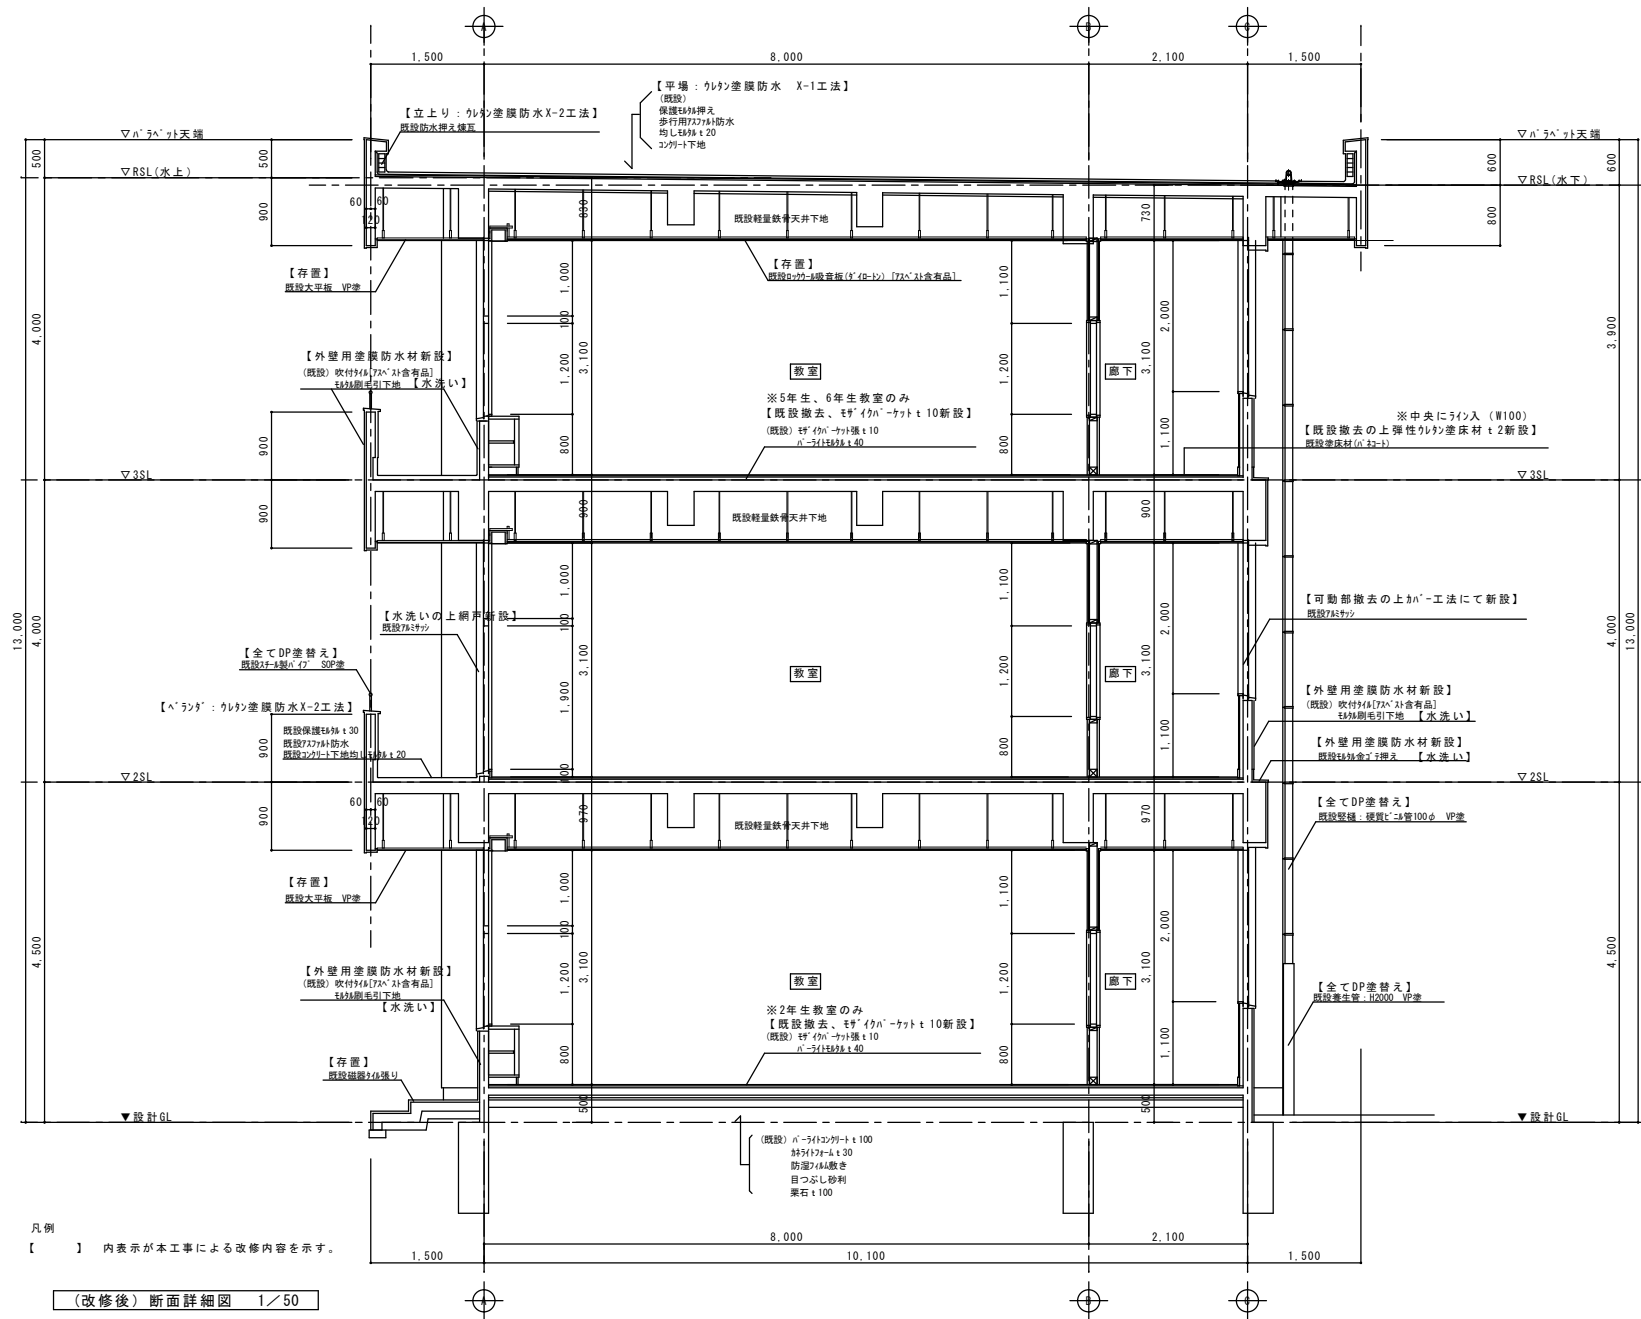 A
B
C
1,500
8,000
2,100
1,500
【平場：ウレタン塗膜防水　X-1工法】
(既設)
保護モルタル押え
歩行用アスファルト防水
均しモルタル t 20
コンクリート下地
【立上り：ウレタン塗膜防水X-2工法】
既設防水押え煉瓦
▽パラペット天端
▽パラペット天端
500
500
600
600
▽RSL(水上)
▽RSL(水下)
60
60
120
900
830
既設軽量鉄骨天井下地
730
800
【存置】
既設大平板　VP塗
【存置】
既設ロックウール吸音板(ダイロートン)［アスベスト含有品］
4,000
1,000
100
1,200
800
3,100
1,100
1,200
800
2,000
3,100
1,100
3,900
【外壁用塗膜防水材新設】
(既設) 吹付タイル[アスベスト含有品]
モルタル刷毛引下地　【水洗い】
教室
廊下
※5年生、6年生教室のみ
【既設撤去、モザイクパーケット t 10新設】
(既設) モザイクパーケット張 t 10
パーライトモルタル t 40
※中央にライン入 (W100)
【既設撤去の上弾性ウレタン塗床材 t 2新設】
900
▽3SL
▽3SL
900
900
既設軽量鉄骨天井下地
900
13,000
4,000
1,000
100
1,900
100
3,100
1,100
1,200
800
2,000
3,100
1,100
4,000
13,000
【水洗いの上網戸新設】
既設アルミサッシ
【可動部撤去の上カバー工法にて新設】
既設アルミサッシ
【全てDP塗替え】
既設スチール製パイプ　SOP塗
教室
廊下
【ベランダ：ウレタン塗膜防水X-2工法】
既設保護モルタル t 30
既設アスファルト防水
既設コンクリート下地均しモルタル t 20
【外壁用塗膜防水材新設】
(既設) 吹付タイル[アスベスト含有品]
モルタル刷毛引下地　【水洗い】
【外壁用塗膜防水材新設】
既設モルタル金ゴテ押え　【水洗い】
900
▽2SL
▽2SL
60
60
120
900
970
既設軽量鉄骨天井下地
970
【全てDP塗替え】
既設竪樋：硬質ビニル管100φ　VP塗
【存置】
既設大平板　VP塗
4,500
1,000
100
1,200
800
3,100
1,100
1,200
800
2,000
3,100
1,100
4,500
【外壁用塗膜防水材新設】
(既設) 吹付タイル[アスベスト含有品]
モルタル刷毛引下地
【水洗い】
教室
廊下
【全てDP塗替え】
既設養生管：H2000　VP塗
※2年生教室のみ
【既設撤去、モザイクパーケット t 10新設】
(既設) モザイクパーケット張 t 10
パーライトモルタル t 40
【存置】
既設磁器タイル張り
500
500
▼設計GL
▼設計GL
(既設) パーライトコンクリート t 100
カネライトフォーム t 30
防湿フィルム敷き
目つぶし砂利
栗石 t 100
凡例
【　　　】　内表示が本工事による改修内容を示す。
8,000
2,100
1,500
10,100
1,500
(改修後) 断面詳細図　1／50
A
B
C